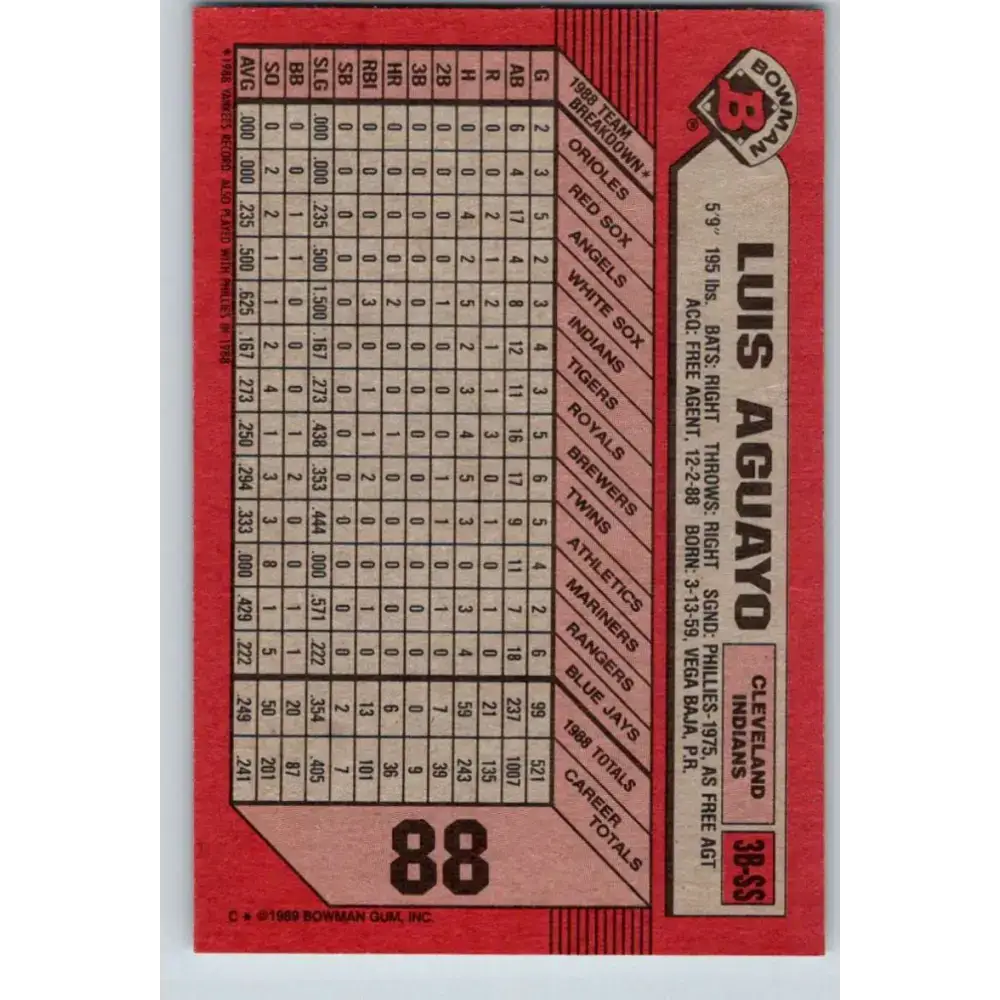 BOWMAN
B
®
LUIS AGUAYO
CLEVELAND
INDIANS
3B-SS
5'9" 195 lbs. BATS: RIGHT THROWS: RIGHT SGND: PHILLIES-1975, AS FREE AGT
ACQ: FREE AGENT, 12-2-88 BORN: 3-13-59, VEGA BAJA, P.R.
1988 TEAM
BREAKDOWN*
ORIOLES
RED SOX
ANGELS
WHITE SOX
INDIANS
TIGERS
ROYALS
BREWERS
TWINS
ATHLETICS
MARINERS
RANGERS
BLUE JAYS
1988 TOTALS
CAREER
TOTALS
G 2 3 5 2 3 4 3 5 6 5 4 2 6 99 521
AB 6 4 17 4 8 12 11 16 17 9 11 7 18 237 1007
R 0 0 2 1 2 0 1 3 0 1 0 1 0 21 135
H 0 0 4 2 5 2 3 4 5 3 0 3 4 59 243
2B 0 0 0 0 1 0 0 0 1 1 0 1 0 7 39
3B 0 0 0 0 0 0 0 0 0 0 0 0 0 0 9
HR 0 0 0 0 2 0 0 1 0 0 0 0 0 6 36
RBI 0 0 0 0 3 0 1 1 2 0 0 1 0 13 101
SB 0 0 0 0 0 0 0 0 0 0 0 0 0 2 7
SLG .000 .000 .235 .500 1.500 .167 .273 .438 .353 .444 .000 .571 .222 .354 .405
BB 0 0 1 1 0 0 0 1 2 0 0 1 1 20 87
SO 0 2 2 1 0 2 4 1 3 3 8 1 5 50 201
AVG .000 .000 .235 .500 .625 .167 .273 .250 .294 .333 .000 .429 .222 .249 .241
88
*1988 YANKEES RECORD. ALSO PLAYED WITH PHILLIES IN 1988
C * ©1989 BOWMAN GUM, INC.